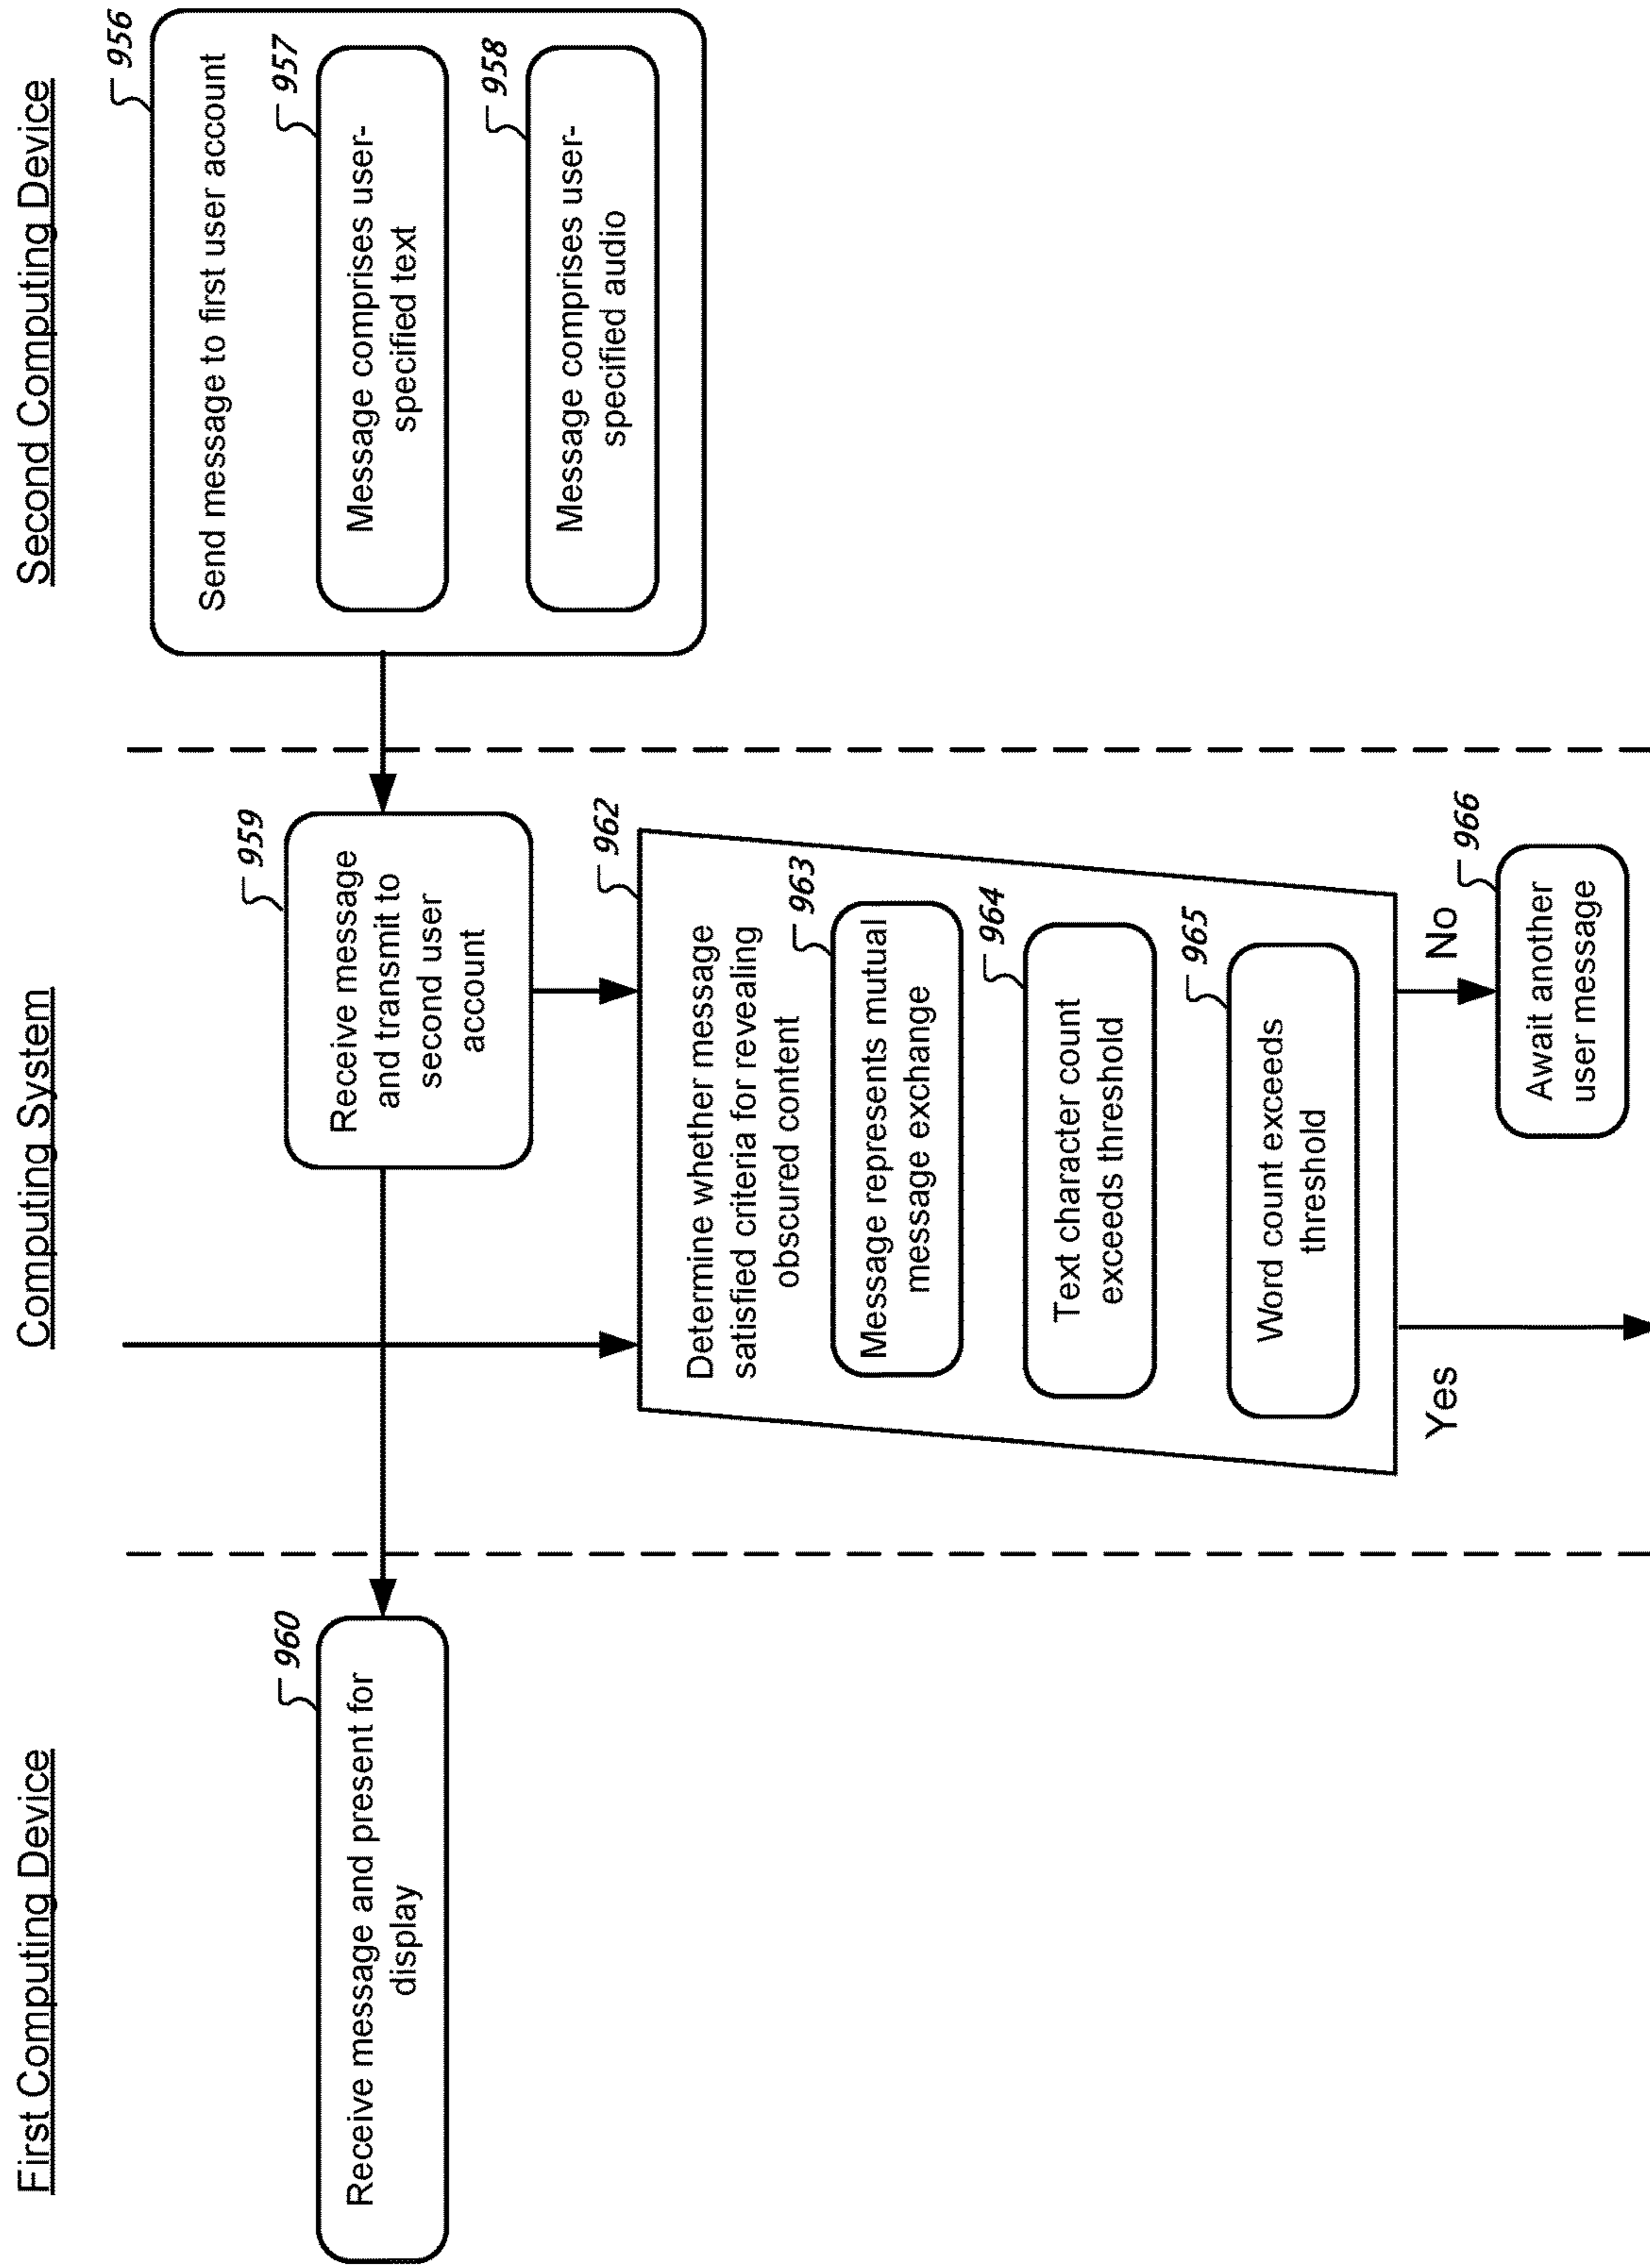 First Computing Device
Computing System
Second Computing Device
956
Send message to first user account
957
Message comprises user-
specified text
958
Message comprises user-
specified audio
959
Receive message
and transmit to
second user
account
960
Receive message and present for
display
962
Determine whether message
satisfied criteria for revealing
obscured content
963
Message represents mutual
message exchange
964
Text character count
exceeds threshold
965
Word count exceeds
threshold
Yes
No
966
Await another
user message